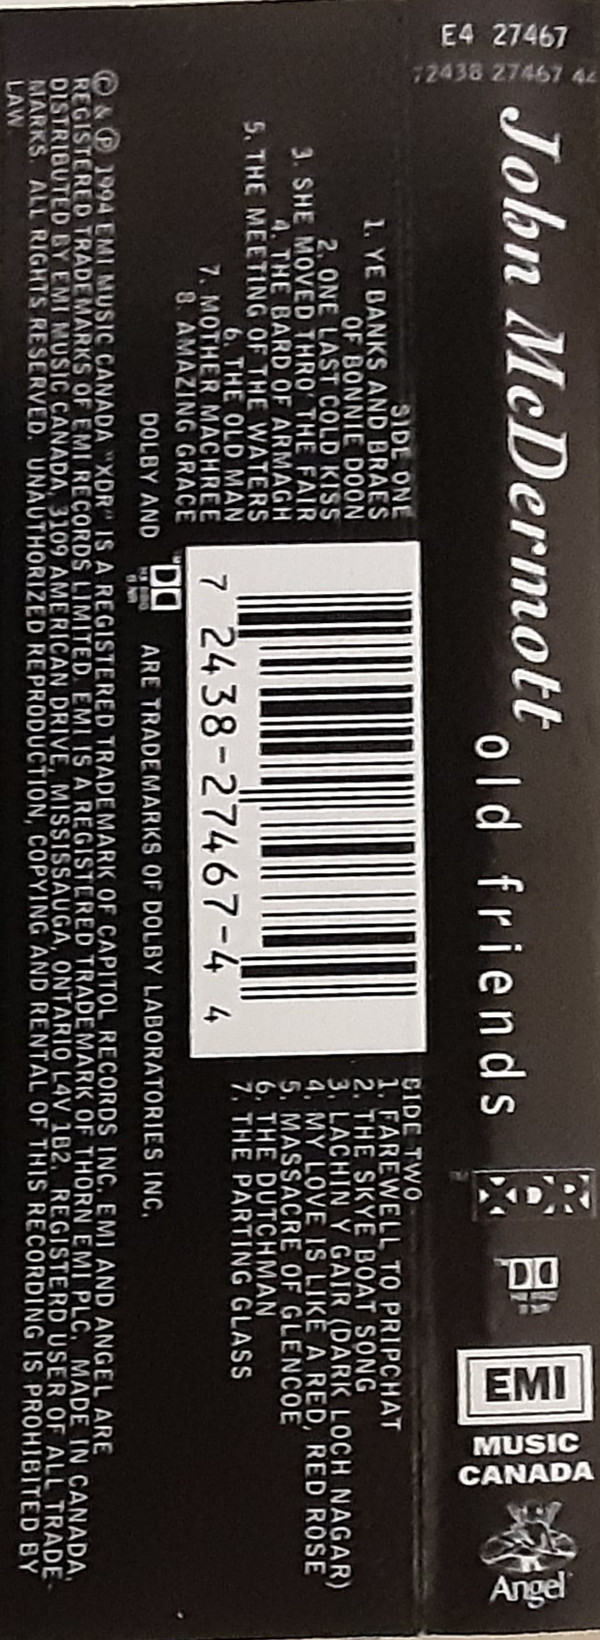 E4 27467
72438 27467 44
John McDermott
old friends
XDR
EMI
MUSIC
CANADA
Angel
SIDE ONE
1. YE BANKS AND BRAES
OF BONNIE DOON
2. ONE LAST COLD KISS
3. SHE MOVED THRO' THE FAIR
4. THE BARD OF ARMAGH
5. THE MEETING OF THE WATERS
6. THE OLD MAN
7. MOTHER MACHREE
8. AMAZING GRACE
7 2438-27467-4 4
SIDE TWO
1. FAREWELL TO PRIPCHAT
2. THE SKYE BOAT SONG
3. LACHIN Y GAIR (DARK LOCH NAGAR)
4. MY LOVE IS LIKE A RED, RED ROSE
5. MASSACRE OF GLENCOE
6. THE DUTCHMAN
7. THE PARTING GLASS
DOLBY AND ARE TRADEMARKS OF DOLBY LABORATORIES INC.
© & ℗ 1994 EMI MUSIC CANADA "XDR" IS A REGISTERED TRADEMARK OF CAPITOL RECORDS INC. EMI AND ANGEL ARE
REGISTERED TRADEMARKS OF EMI RECORDS LIMITED. EMI IS A REGISTERED TRADEMARK OF THORN EMI PLC. MADE IN CANADA.
DISTRIBUTED BY EMI MUSIC CANADA, 3109 AMERICAN DRIVE, MISSISSAUGA, ONTARIO L4V 1B2. REGISTERD USER OF ALL TRADE-
MARKS. ALL RIGHTS RESERVED. UNAUTHORIZED REPRODUCTION, COPYING AND RENTAL OF THIS RECORDING IS PROHIBITED BY
LAW